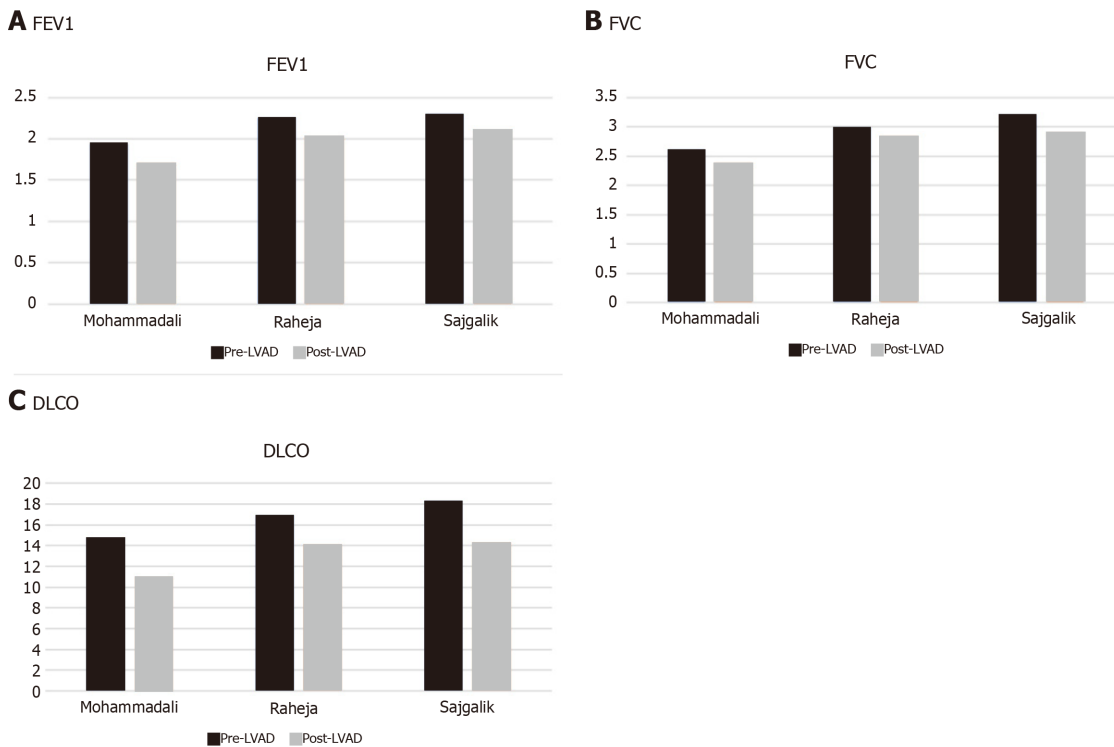 A FEV1
FEV1
2.5
2
1.5
1
0.5
0
Mohammadali Raheja Sajgalik
Pre-LVAD Post-LVAD
B FVC
FVC
3.5
3
2.5
2
1.5
1
0.5
0
Mohammadali Raheja Sajgalik
Pre-LVAD Post-LVAD
C DLCO
DLCO
20
18
16
14
12
10
8
6
4
2
0
Mohammadali Raheja Sajgalik
Pre-LVAD Post-LVAD